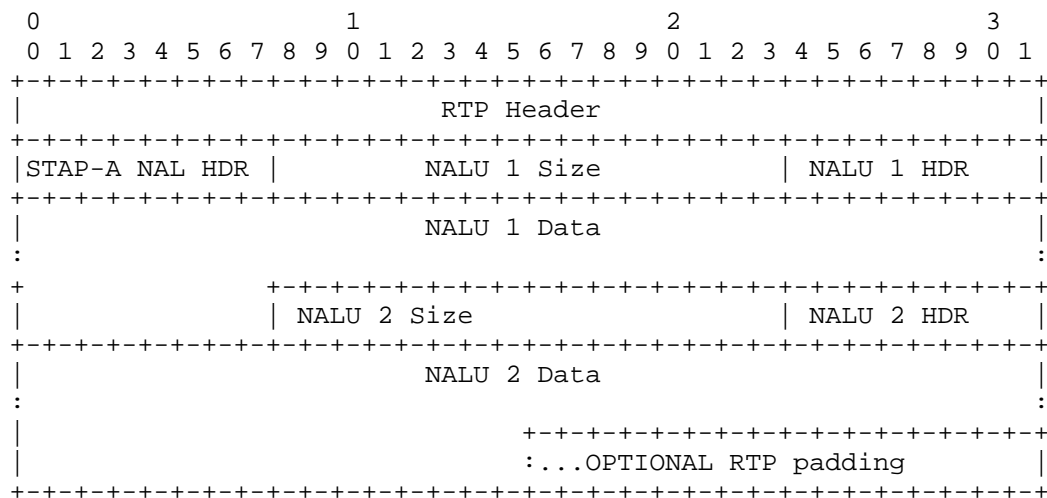 0                   1                   2                   3
 0 1 2 3 4 5 6 7 8 9 0 1 2 3 4 5 6 7 8 9 0 1 2 3 4 5 6 7 8 9 0 1
+-+-+-+-+-+-+-+-+-+-+-+-+-+-+-+-+-+-+-+-+-+-+-+-+-+-+-+-+-+-+-+-+
|                          RTP Header                           |
+-+-+-+-+-+-+-+-+-+-+-+-+-+-+-+-+-+-+-+-+-+-+-+-+-+-+-+-+-+-+-+-+
|STAP-A NAL HDR |         NALU 1 Size           | NALU 1 HDR    |
+-+-+-+-+-+-+-+-+-+-+-+-+-+-+-+-+-+-+-+-+-+-+-+-+-+-+-+-+-+-+-+-+
|                         NALU 1 Data                           |
:                                                               :
+               +-+-+-+-+-+-+-+-+-+-+-+-+-+-+-+-+-+-+-+-+-+-+-+-+
|               | NALU 2 Size                   | NALU 2 HDR    |
+-+-+-+-+-+-+-+-+-+-+-+-+-+-+-+-+-+-+-+-+-+-+-+-+-+-+-+-+-+-+-+-+
|                         NALU 2 Data                           |
:                                                               :
|                               +-+-+-+-+-+-+-+-+-+-+-+-+-+-+-+-+
|                               :...OPTIONAL RTP padding        |
+-+-+-+-+-+-+-+-+-+-+-+-+-+-+-+-+-+-+-+-+-+-+-+-+-+-+-+-+-+-+-+-+